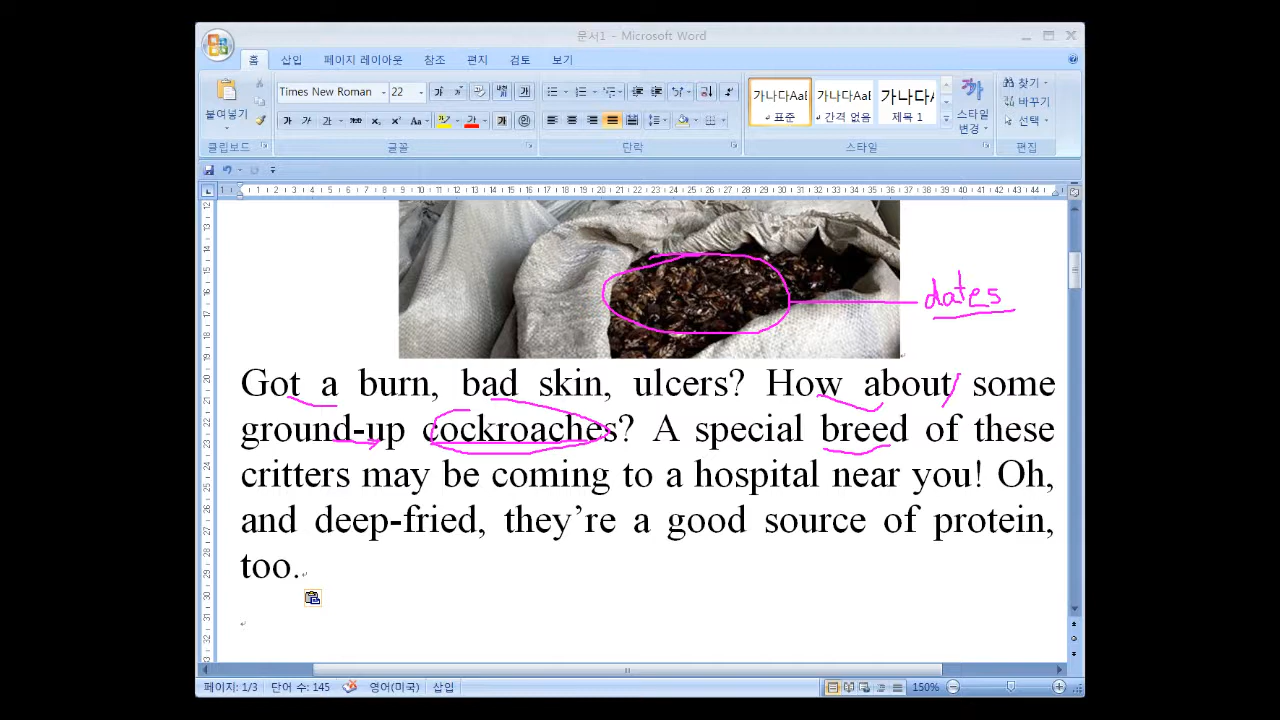 문서1 - Microsoft Word
홈 삽입 페이지 레이아웃 참조 편지 검토 보기
Times New Roman 22
붙여넣기
가나다AaB 가나다AaB 가나다A
표준 간격 없음 제목 1
스타일 변경
찾기
바꾸기
선택
클립보드 글꼴 단락 스타일 편집
dates
Got a burn, bad skin, ulcers? How about some
ground-up cockroaches? A special breed of these
critters may be coming to a hospital near you! Oh,
and deep-fried, they’re a good source of protein,
too.
페이지: 1/3 단어 수: 145 영어(미국) 삽입 150%